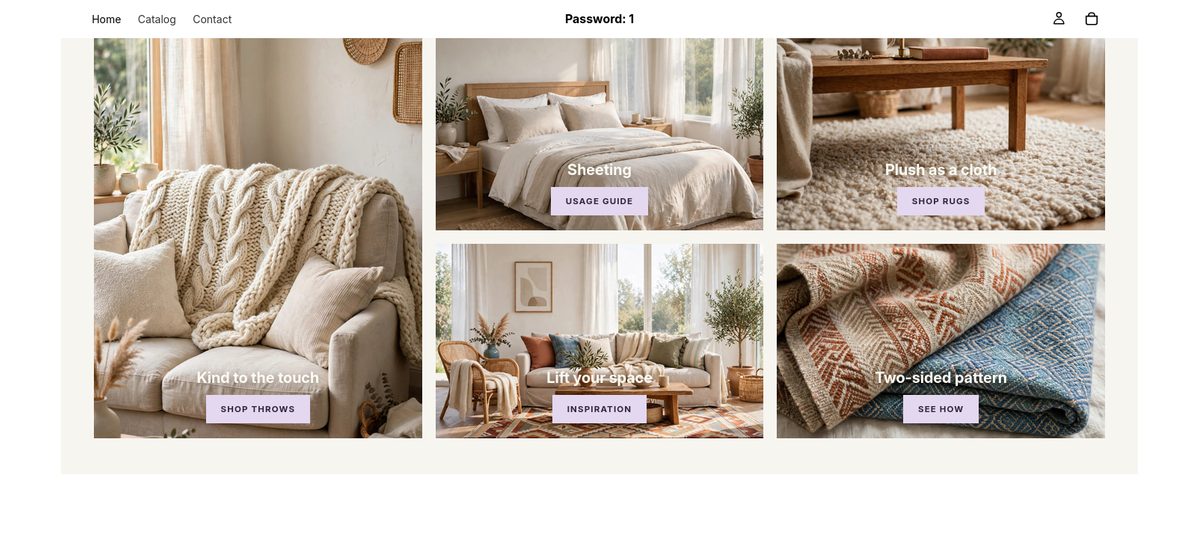 Home Catalog Contact
Password: 1
Sheeting
USAGE GUIDE
Plush as a cloth
SHOP RUGS
Kind to the touch
SHOP THROWS
Lift your space
INSPIRATION
Two-sided pattern
SEE HOW